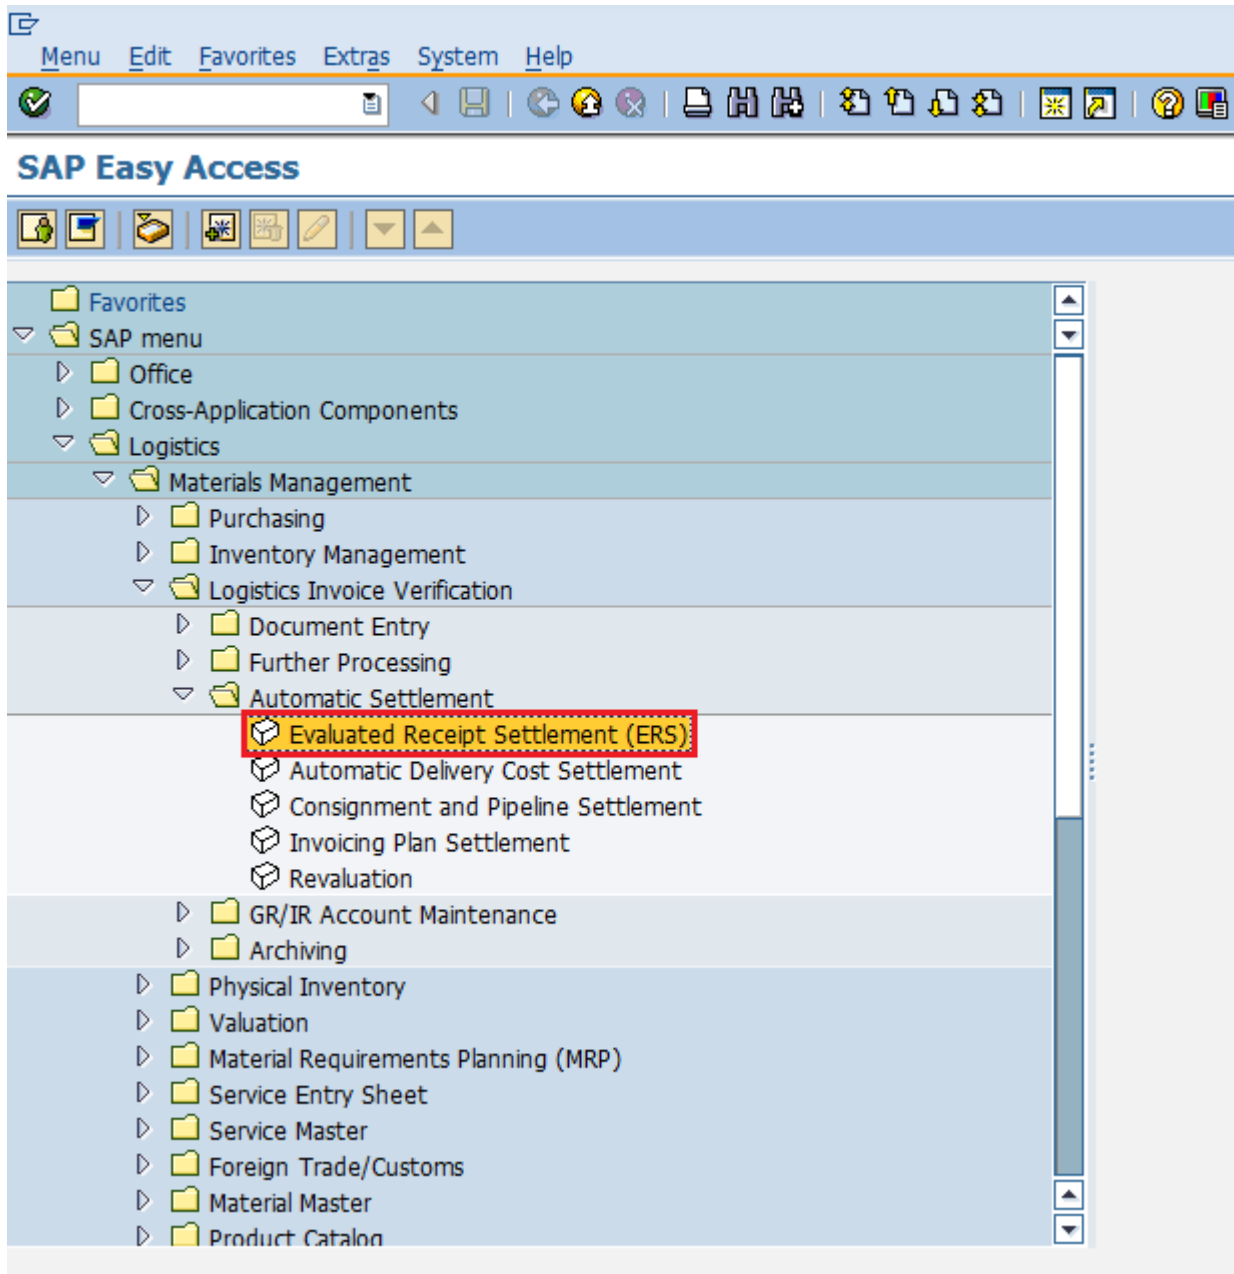 Menu Edit Favorites Extras System Help
SAP Easy Access
Favorites
SAP menu
Office
Cross-Application Components
Logistics
Materials Management
Purchasing
Inventory Management
Logistics Invoice Verification
Document Entry
Further Processing
Automatic Settlement
Evaluated Receipt Settlement (ERS)
Automatic Delivery Cost Settlement
Consignment and Pipeline Settlement
Invoicing Plan Settlement
Revaluation
GR/IR Account Maintenance
Archiving
Physical Inventory
Valuation
Material Requirements Planning (MRP)
Service Entry Sheet
Service Master
Foreign Trade/Customs
Material Master
Product Catalog